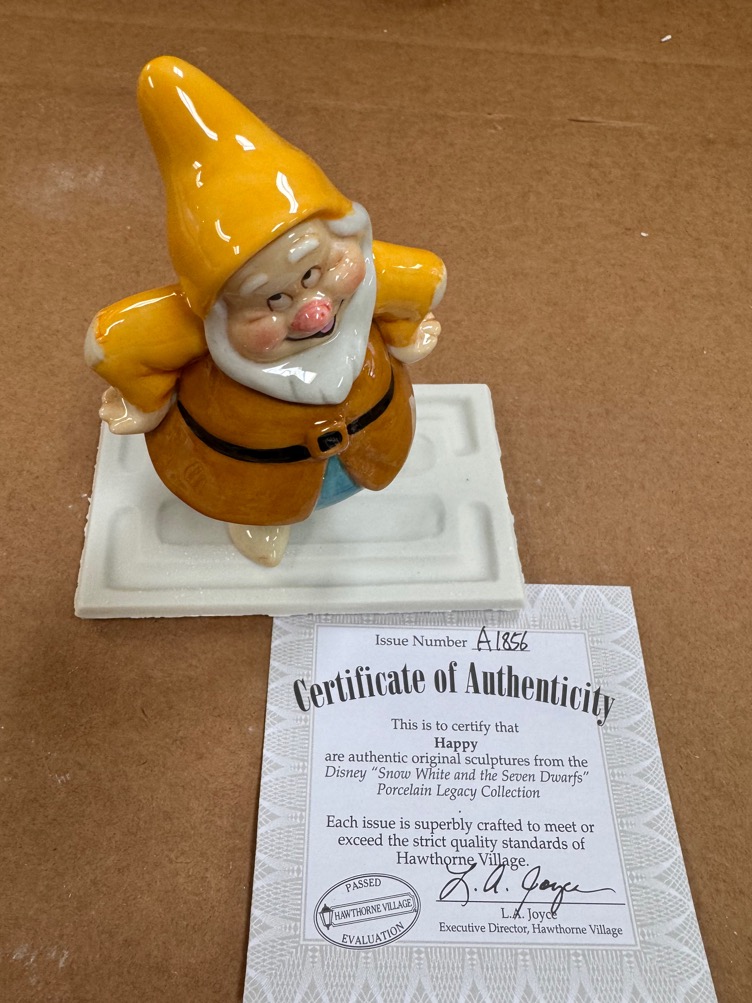 Issue Number A1856
Certificate of Authenticity
This is to certify that
Happy
are authentic original sculptures from the
Disney "Snow White and the Seven Dwarfs"
Porcelain Legacy Collection
.
Each issue is superbly crafted to meet or
exceed the strict quality standards of
Hawthorne Village.
L.A. Joyce
L.A. Joyce
Executive Director, Hawthorne Village
PASSED
HAWTHORNE VILLAGE
EVALUATION